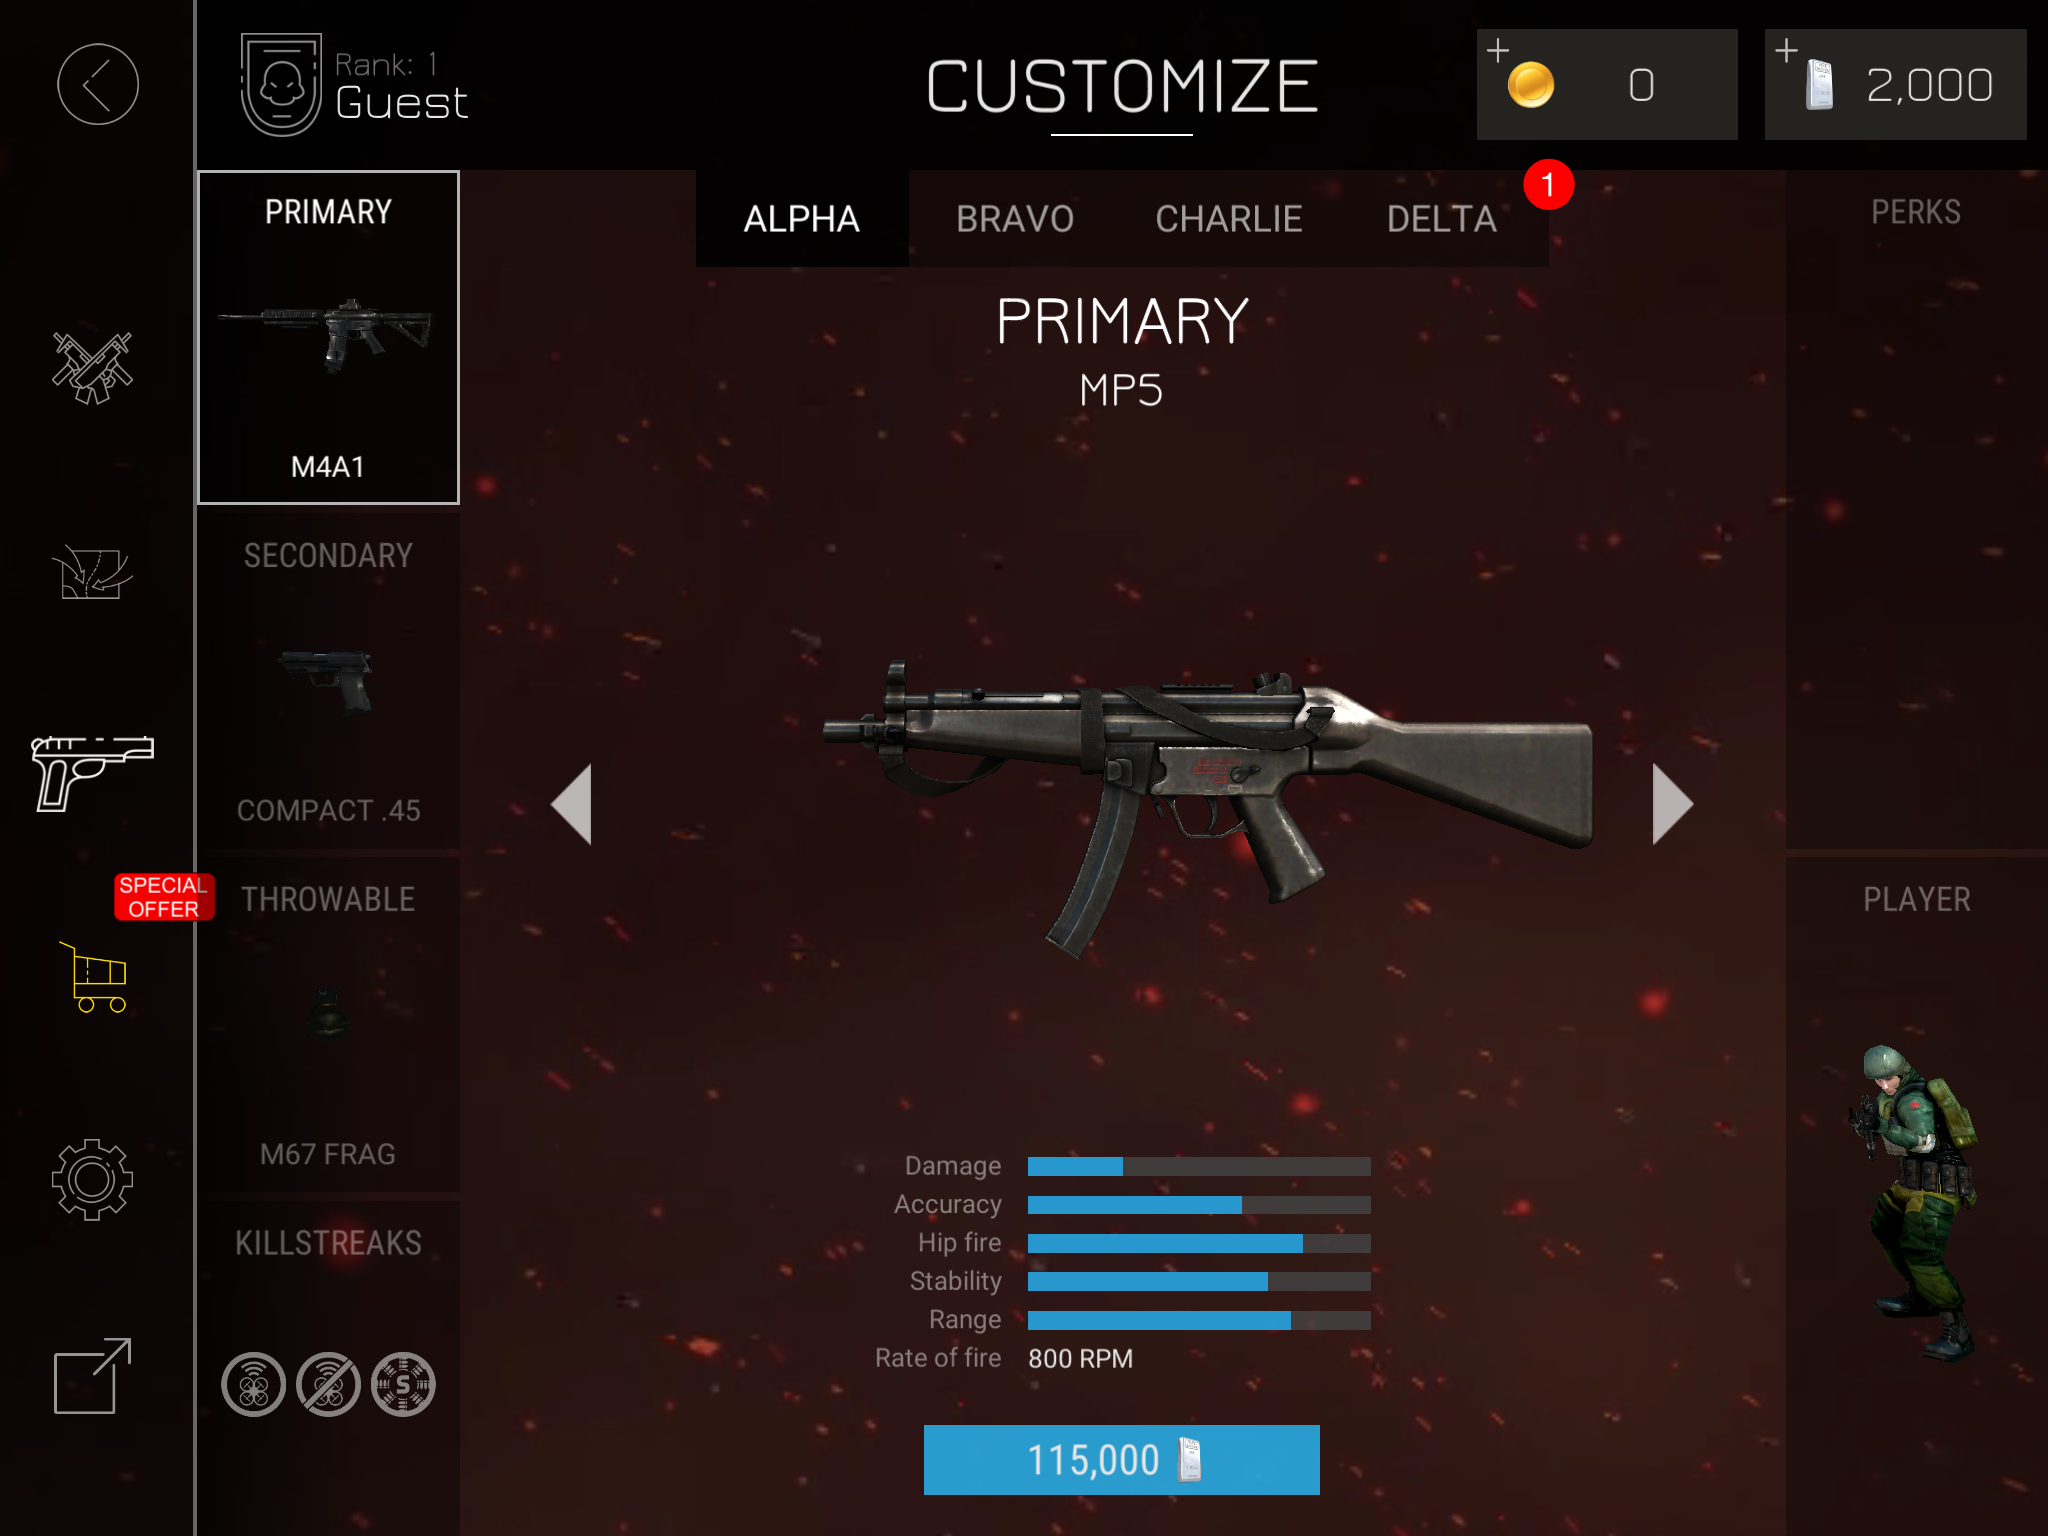 Rank: 1
Guest
CUSTOMIZE
0
2,000
PRIMARY
M4A1
ALPHA
BRAVO
CHARLIE
DELTA
1
PERKS
PRIMARY
MP5
SECONDARY
COMPACT .45
SPECIAL
OFFER
THROWABLE
M67 FRAG
PLAYER
KILLSTREAKS
S
Damage
Accuracy
Hip fire
Stability
Range
Rate of fire 800 RPM
115,000